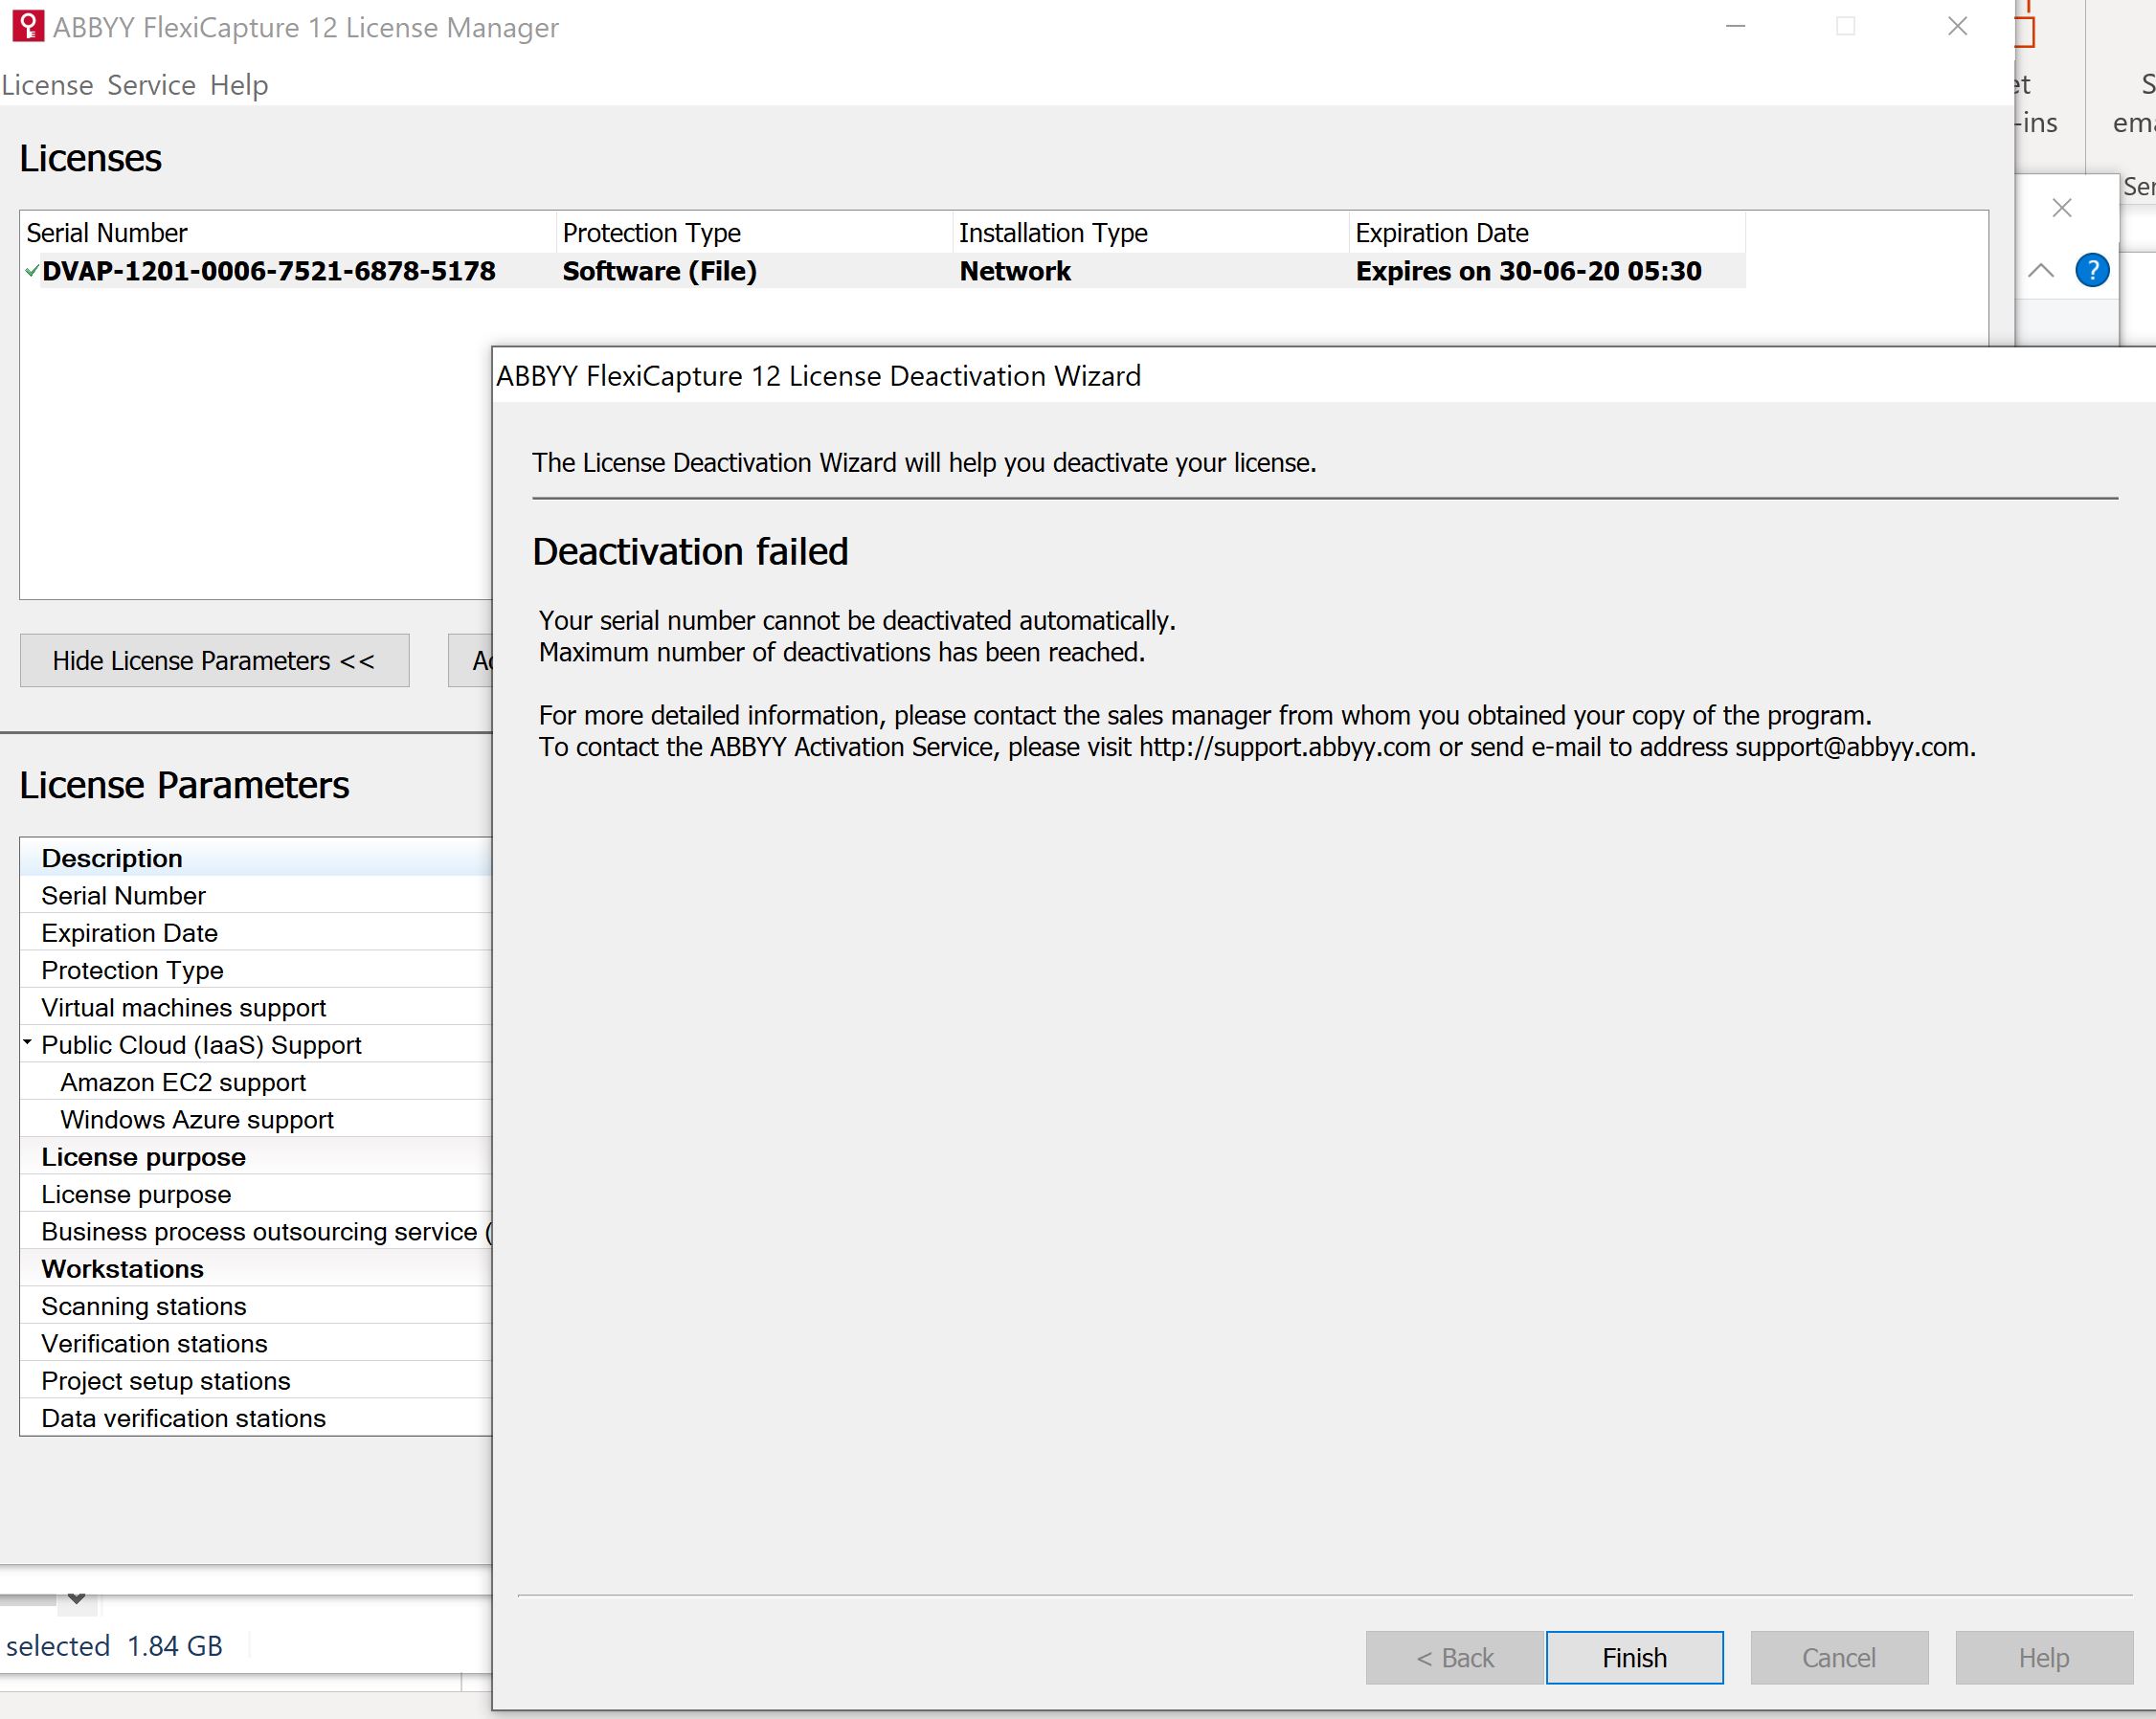 ABBYY FlexiCapture 12 License Manager
License Service Help
Licenses
Serial Number Protection Type Installation Type Expiration Date
DVAP-1201-0006-7521-6878-5178 Software (File) Network Expires on 30-06-20 05:30
-ins
?
ABBYY FlexiCapture 12 License Deactivation Wizard
The License Deactivation Wizard will help you deactivate your license.
Deactivation failed
Your serial number cannot be deactivated automatically.
Maximum number of deactivations has been reached.
For more detailed information, please contact the sales manager from whom you obtained your copy of the program.
To contact the ABBYY Activation Service, please visit http://support.abbyy.com or send e-mail to address support@abbyy.com.
Hide License Parameters <<
License Parameters
Description
Serial Number
Expiration Date
Protection Type
Virtual machines support
Public Cloud (IaaS) Support
Amazon EC2 support
Windows Azure support
License purpose
License purpose
Business process outsourcing service (
Workstations
Scanning stations
Verification stations
Project setup stations
Data verification stations
selected 1.84 GB
< Back Finish Cancel Help